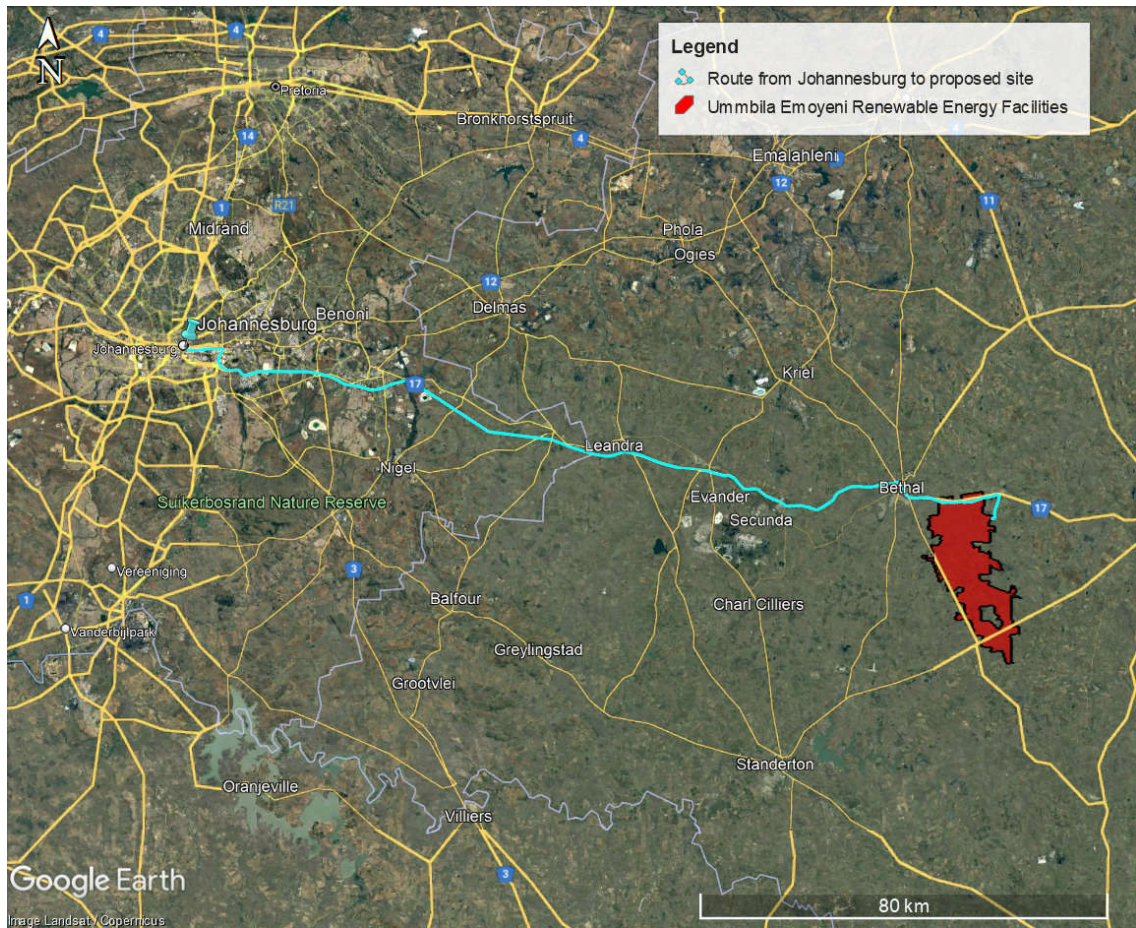 4
4
N
Pretoria
Legend
Route from Johannesburg to proposed site
Ummbila Emoyeni Renewable Energy Facilities
Bronkhorstspruit
14
4
4
Emalahleni
12
11
1
R21
Midrand
Phola
Ogies
12
Delmas
Benoni
Johannesburg
Johannesburg
Kriel
17
Leandra
Nigel
Bethal
Evander
Secunda
17
Suikerbosrand Nature Reserve
Vereeniging
3
1
Balfour
Charl Cilliers
Vanderbijlpark
Greylingstad
Grootvlei
Standerton
Oranjeville
Villiers
3
Google Earth
80 km
Image Landsat / Copernicus